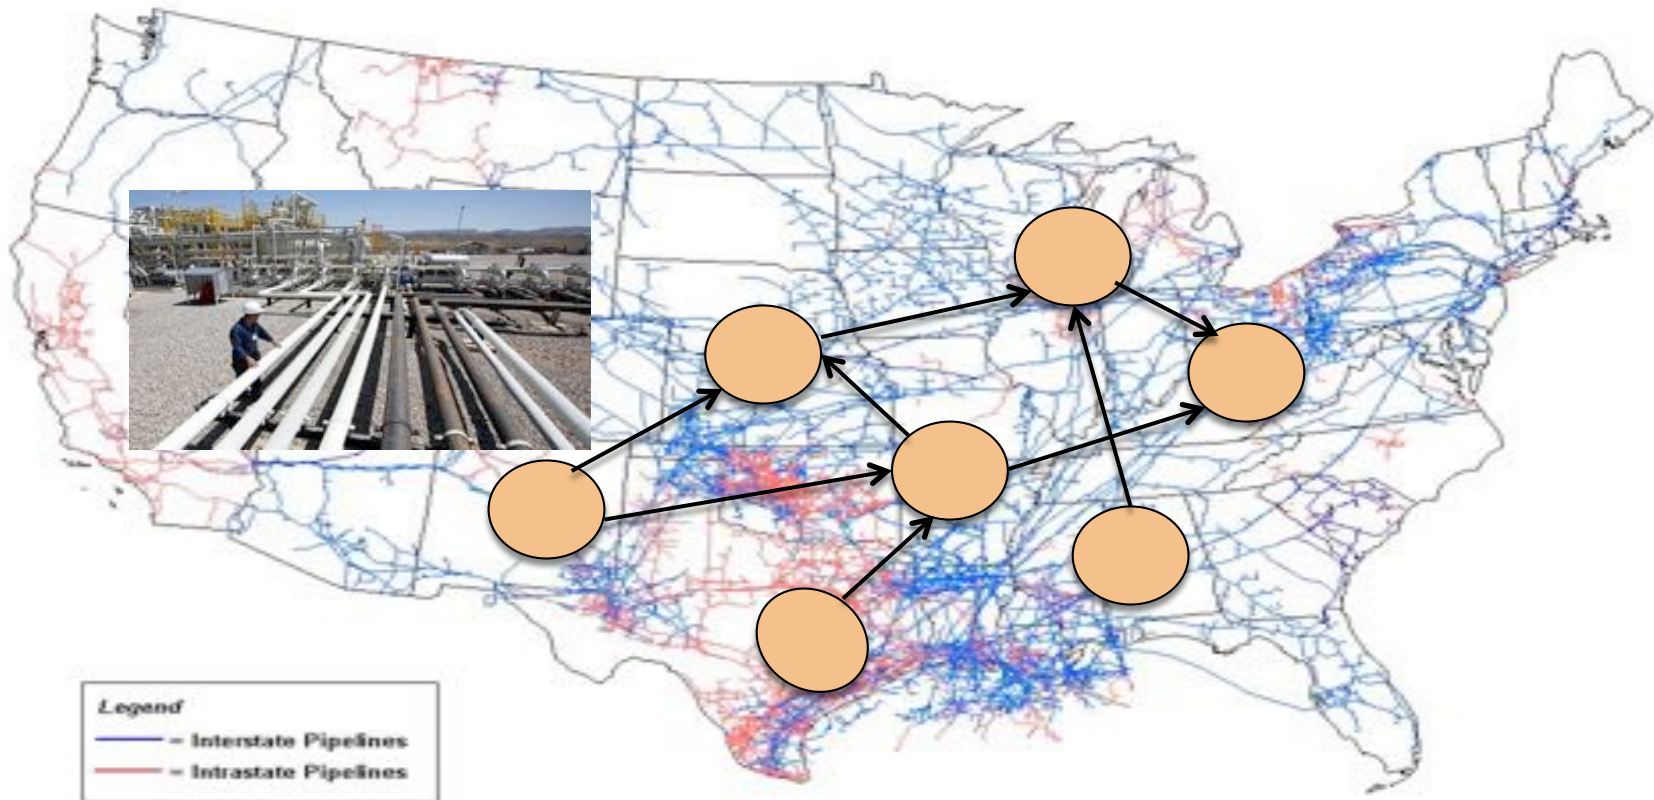 Legend
= Interstate Pipelines
= Intrastate Pipelines